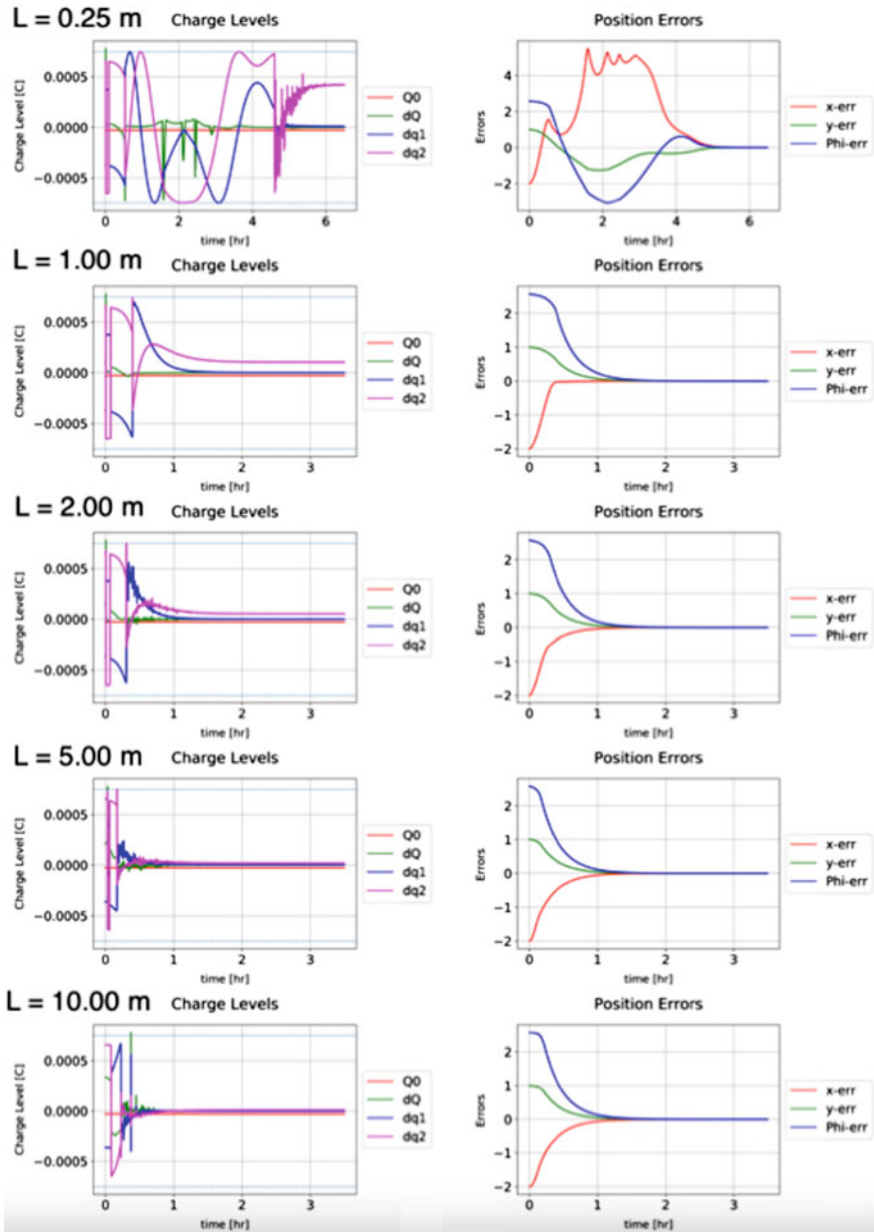 L = 0.25 m
Charge Levels
Position Errors
Charge Level [C]
0.0005
0.0000
−0.0005
0
2
4
6
time [hr]
Q0
dQ
dq1
dq2
Errors
4
2
0
−2
0
2
4
6
time [hr]
x-err
y-err
Phi-err
L = 1.00 m
Charge Levels
Position Errors
Charge Level [C]
0.0005
0.0000
−0.0005
0
1
2
3
time [hr]
Q0
dQ
dq1
dq2
Errors
2
1
0
−1
−2
0
1
2
3
time [hr]
x-err
y-err
Phi-err
L = 2.00 m
Charge Levels
Position Errors
Charge Level [C]
0.0005
0.0000
−0.0005
0
1
2
3
time [hr]
Q0
dQ
dq1
dq2
Errors
2
1
0
−1
−2
0
1
2
3
time [hr]
x-err
y-err
Phi-err
L = 5.00 m
Charge Levels
Position Errors
Charge Level [C]
0.0005
0.0000
−0.0005
0
1
2
3
time [hr]
Q0
dQ
dq1
dq2
Errors
2
1
0
−1
−2
0
1
2
3
time [hr]
x-err
y-err
Phi-err
L = 10.00 m
Charge Levels
Position Errors
Charge Level [C]
0.0005
0.0000
−0.0005
0
1
2
3
time [hr]
Q0
dQ
dq1
dq2
Errors
2
1
0
−1
−2
0
1
2
3
time [hr]
x-err
y-err
Phi-err